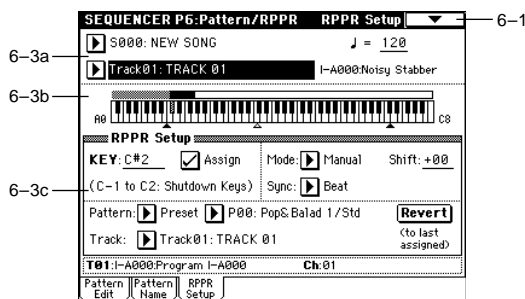 SEQUENCER P6:Pattern/RPPR RPPR Setup
6–1
S000: NEW SONG ♩ = 120
6–3a
Track01: TRACK 01 I-A000:Noisy Stabber
6–3b
A0 C8
RPPR Setup
KEY: C#2 Assign Mode: Manual Shift: +00
6–3c
(C-1 to C2: Shutdown Keys) Sync: Beat
Pattern: Preset P00: Pop& Balad 1/Std Revert
Track: Track01: TRACK 01 (to last assigned)
T01:I-A000:Program I-A000 Ch:01
Pattern Edit Pattern Name RPPR Setup